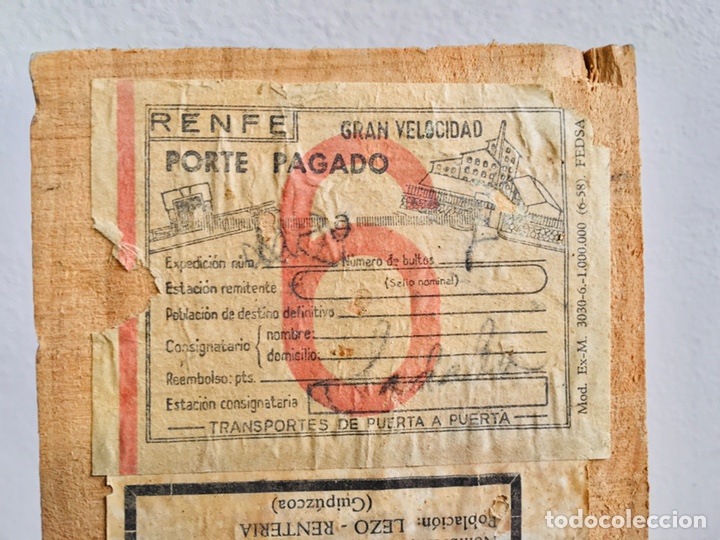 RENFE GRAN VELOCIDAD
PORTE PAGADO
6
Expedición núm. Número de bultos
Estación remitente (Sello nominal)
Población de destino definitivo
Consignatario { nombre:
domicilio:
Reembolso: pts.
Estación consignataria
TRANSPORTES DE PUERTA A PUERTA
Mod. Ex-M. 3030-6.-1.000.000 (6-58). FEDSA
Población: LEZO - RENTERIA
(Guipúzcoa)
todocoleccion